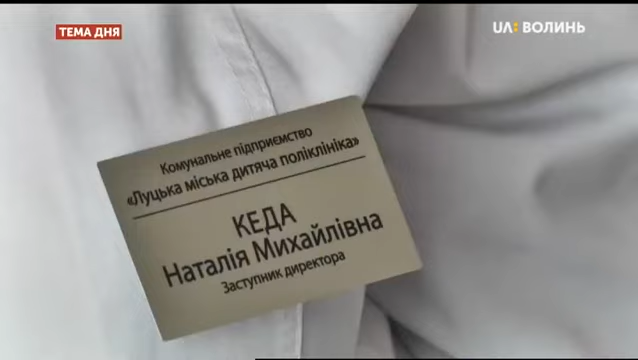 ТЕМА ДНЯ
UA: ВОЛИНЬ
Комунальне підприємство
«Луцька міська дитяча поліклініка»
КЕДА
Наталія Михайлівна
Заступник директора